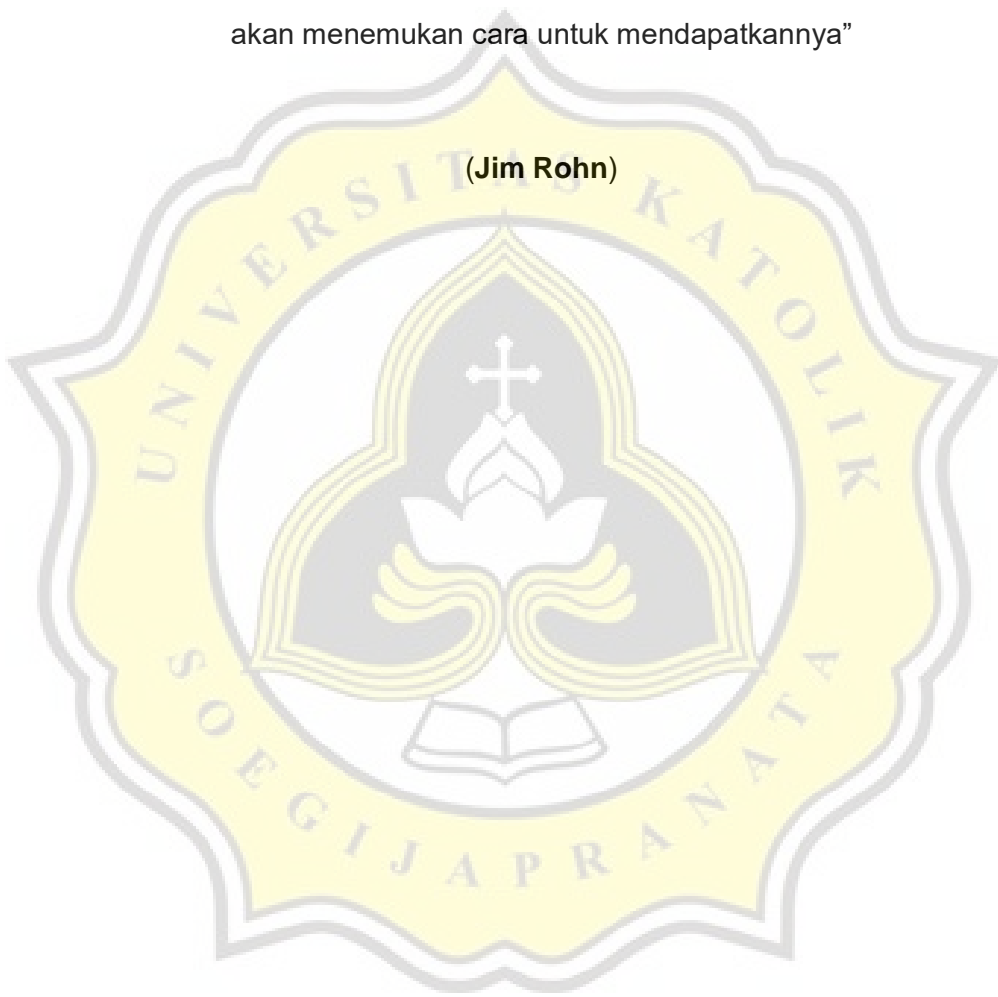 akan menemukan cara untuk mendapatkannya”
(Jim Rohn)
UNIVERSITAS KATOLIK
SOEGIJAPRANATA